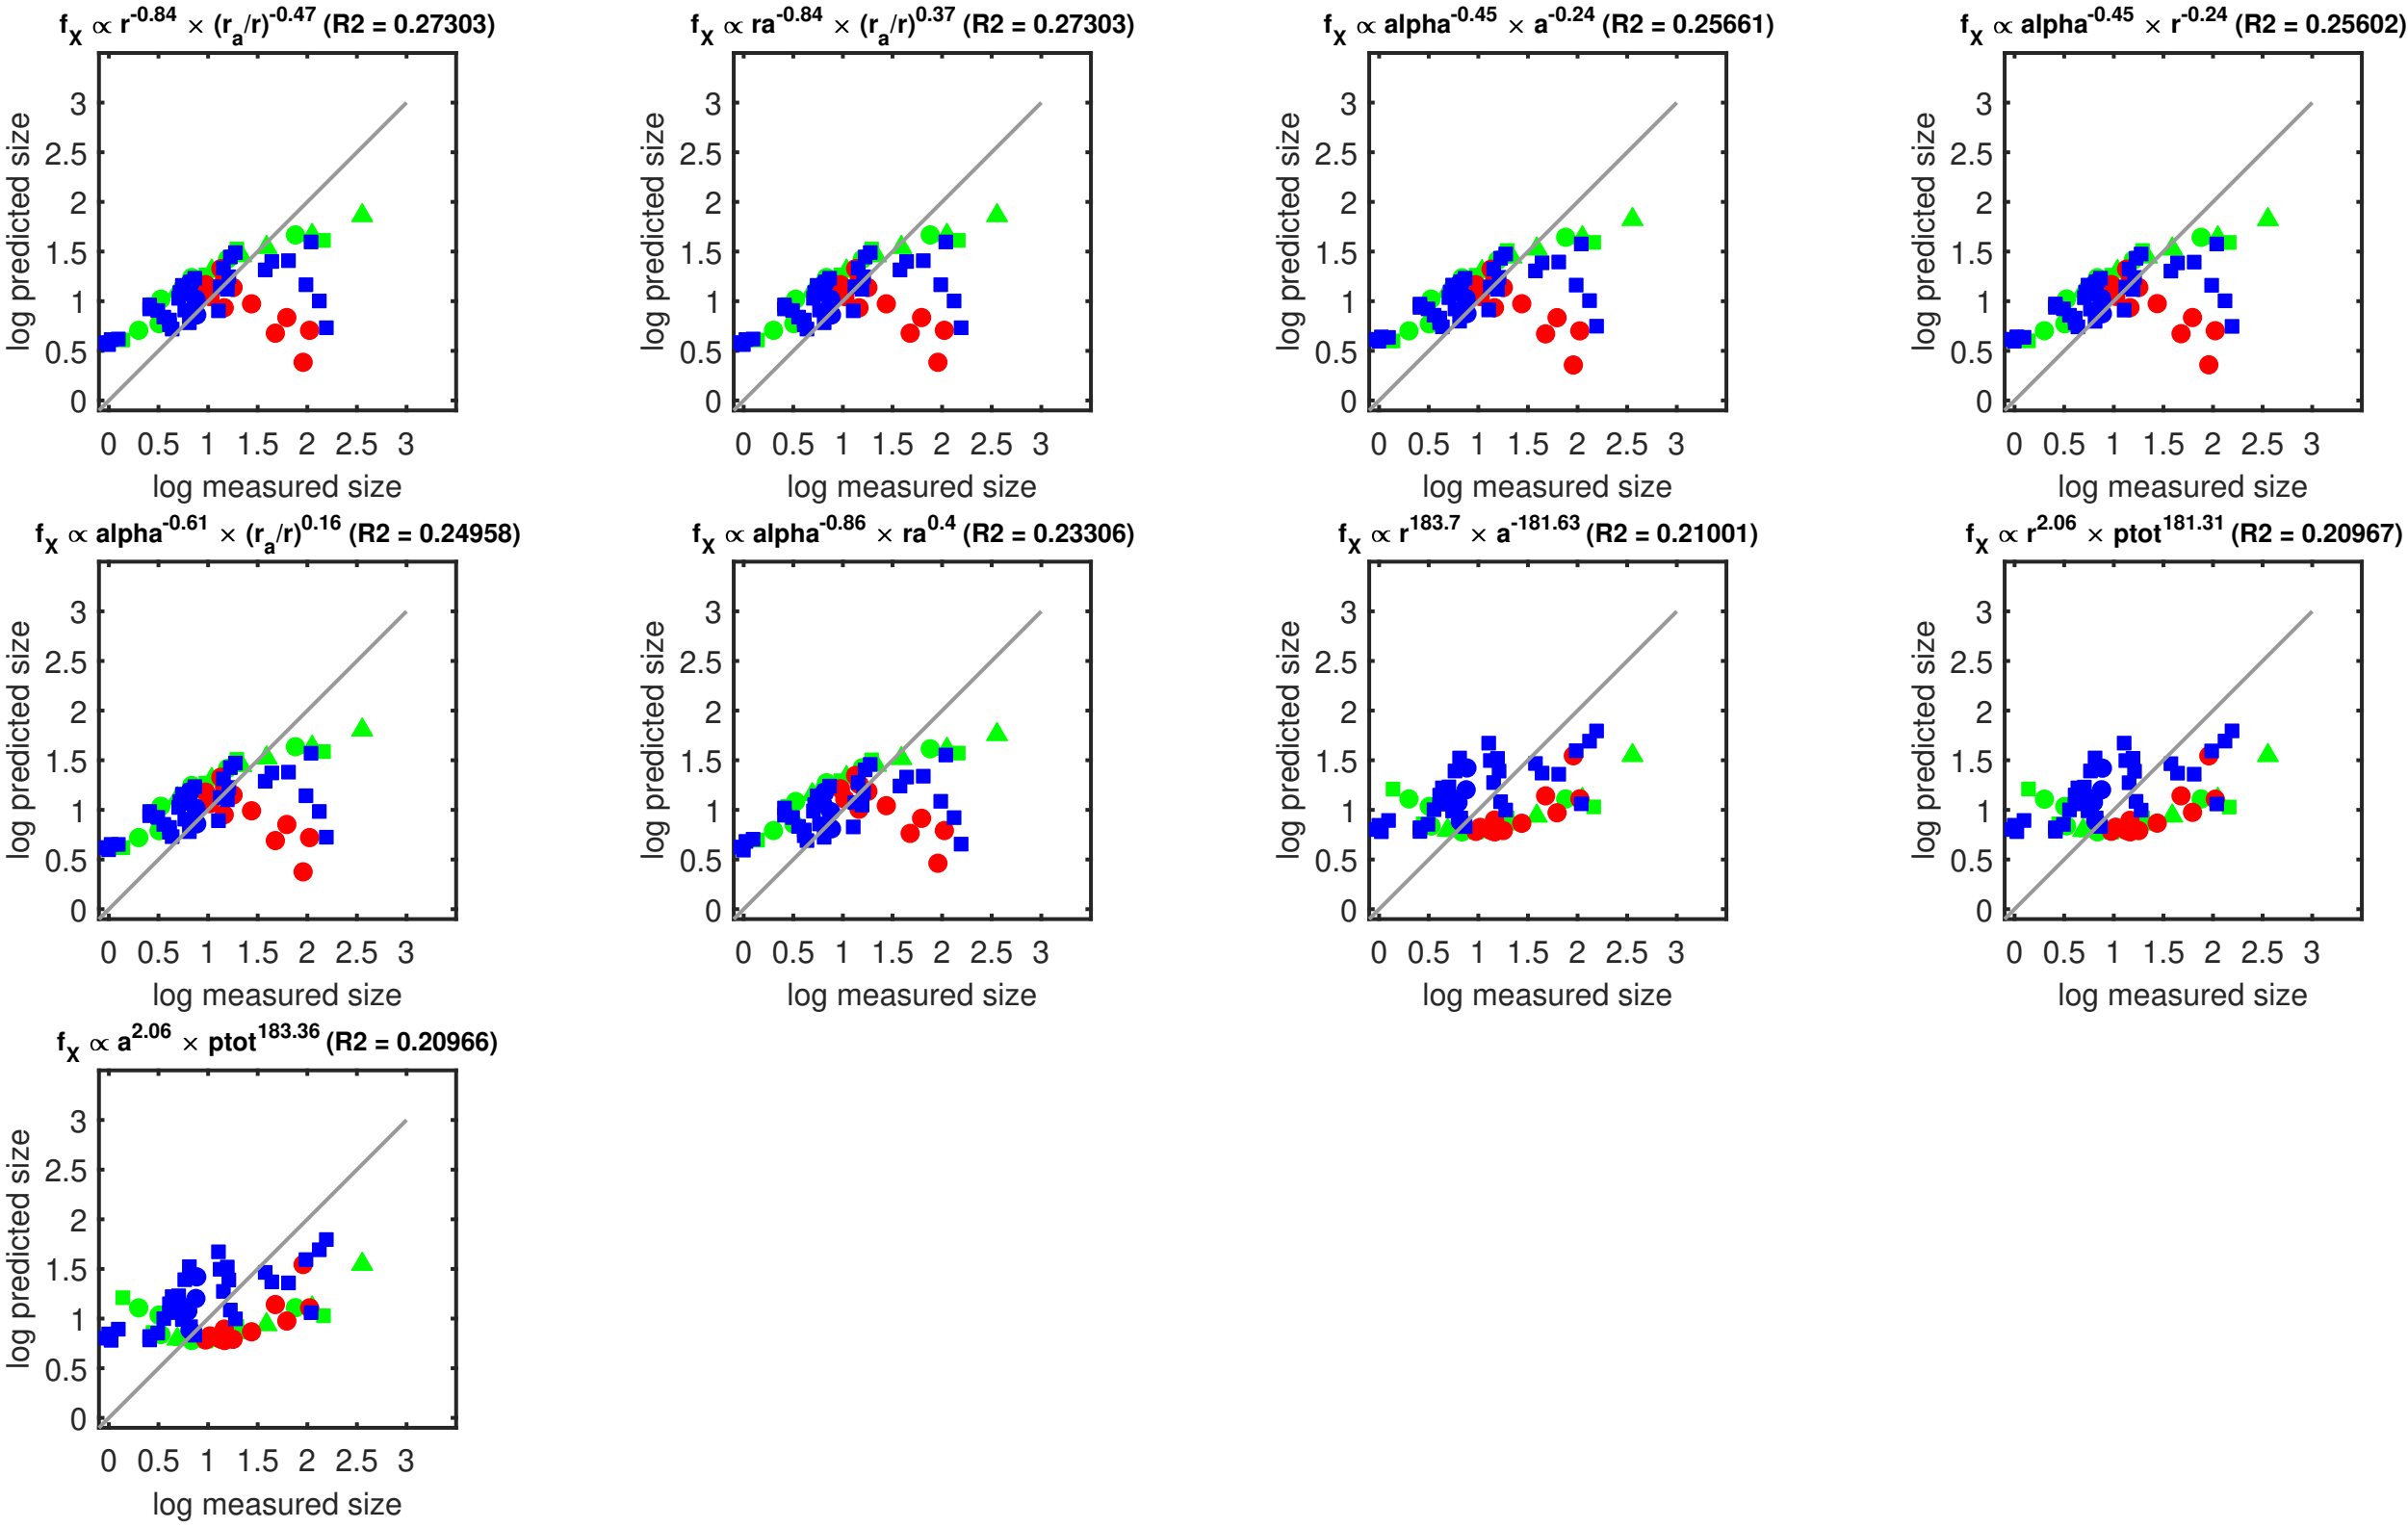 f_X ∝ r^-0.84 × (r_a/r)^-0.47 (R2 = 0.27303)
f_X ∝ ra^-0.84 × (r_a/r)^0.37 (R2 = 0.27303)
f_X ∝ alpha^-0.45 × a^-0.24 (R2 = 0.25661)
f_X ∝ alpha^-0.45 × r^-0.24 (R2 = 0.25602)
log predicted size
3
2.5
2
1.5
1
0.5
0
0 0.5 1 1.5 2 2.5 3
log measured size
log predicted size
3
2.5
2
1.5
1
0.5
0
0 0.5 1 1.5 2 2.5 3
log measured size
log predicted size
3
2.5
2
1.5
1
0.5
0
0 0.5 1 1.5 2 2.5 3
log measured size
log predicted size
3
2.5
2
1.5
1
0.5
0
0 0.5 1 1.5 2 2.5 3
log measured size
f_X ∝ alpha^-0.61 × (r_a/r)^0.16 (R2 = 0.24958)
f_X ∝ alpha^-0.86 × ra^0.4 (R2 = 0.23306)
f_X ∝ r^183.7 × a^-181.63 (R2 = 0.21001)
f_X ∝ r^2.06 × ptot^181.31 (R2 = 0.20967)
log predicted size
3
2.5
2
1.5
1
0.5
0
0 0.5 1 1.5 2 2.5 3
log measured size
log predicted size
3
2.5
2
1.5
1
0.5
0
0 0.5 1 1.5 2 2.5 3
log measured size
log predicted size
3
2.5
2
1.5
1
0.5
0
0 0.5 1 1.5 2 2.5 3
log measured size
log predicted size
3
2.5
2
1.5
1
0.5
0
0 0.5 1 1.5 2 2.5 3
log measured size
f_X ∝ a^2.06 × ptot^183.36 (R2 = 0.20966)
log predicted size
3
2.5
2
1.5
1
0.5
0
0 0.5 1 1.5 2 2.5 3
log measured size